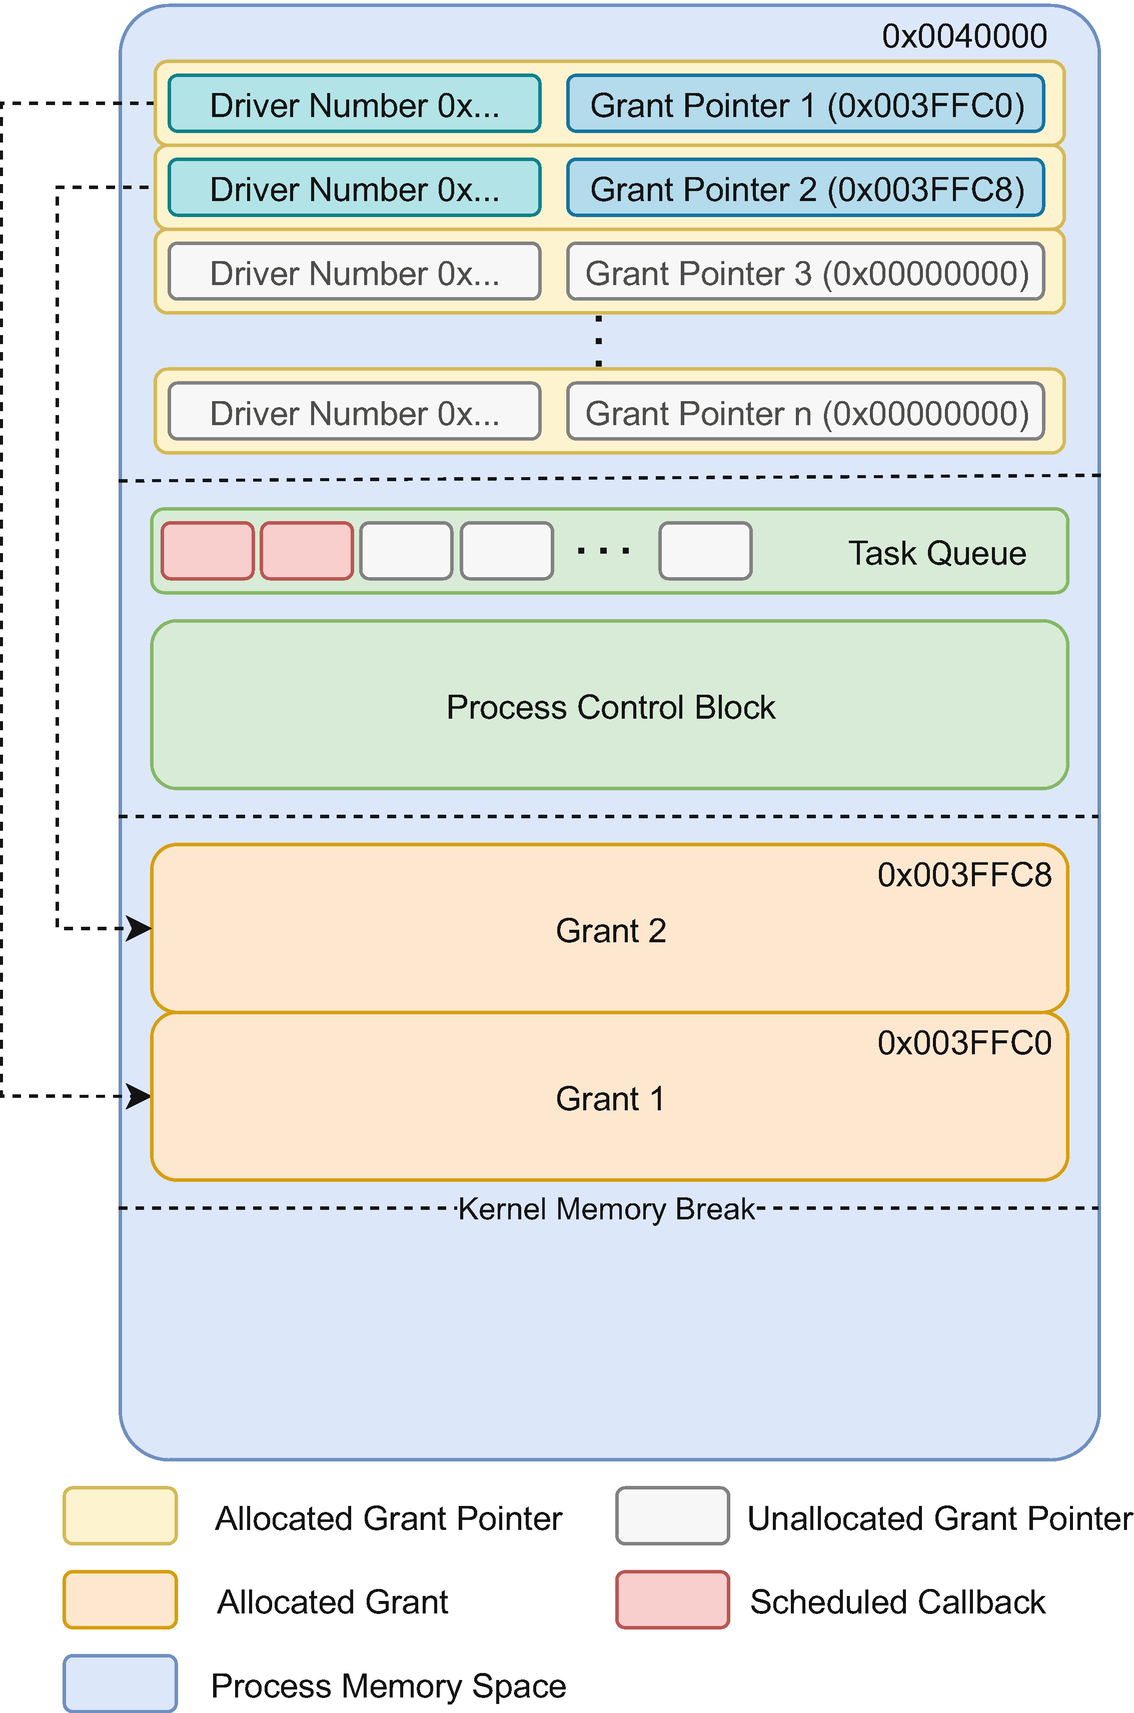 0x0040000
Driver Number 0x... Grant Pointer 1 (0x003FFC0)
Driver Number 0x... Grant Pointer 2 (0x003FFC8)
Driver Number 0x... Grant Pointer 3 (0x00000000)
Driver Number 0x... Grant Pointer n (0x00000000)
Task Queue
Process Control Block
0x003FFC8
Grant 2
0x003FFC0
Grant 1
Kernel Memory Break
Allocated Grant Pointer
Unallocated Grant Pointer
Allocated Grant
Scheduled Callback
Process Memory Space